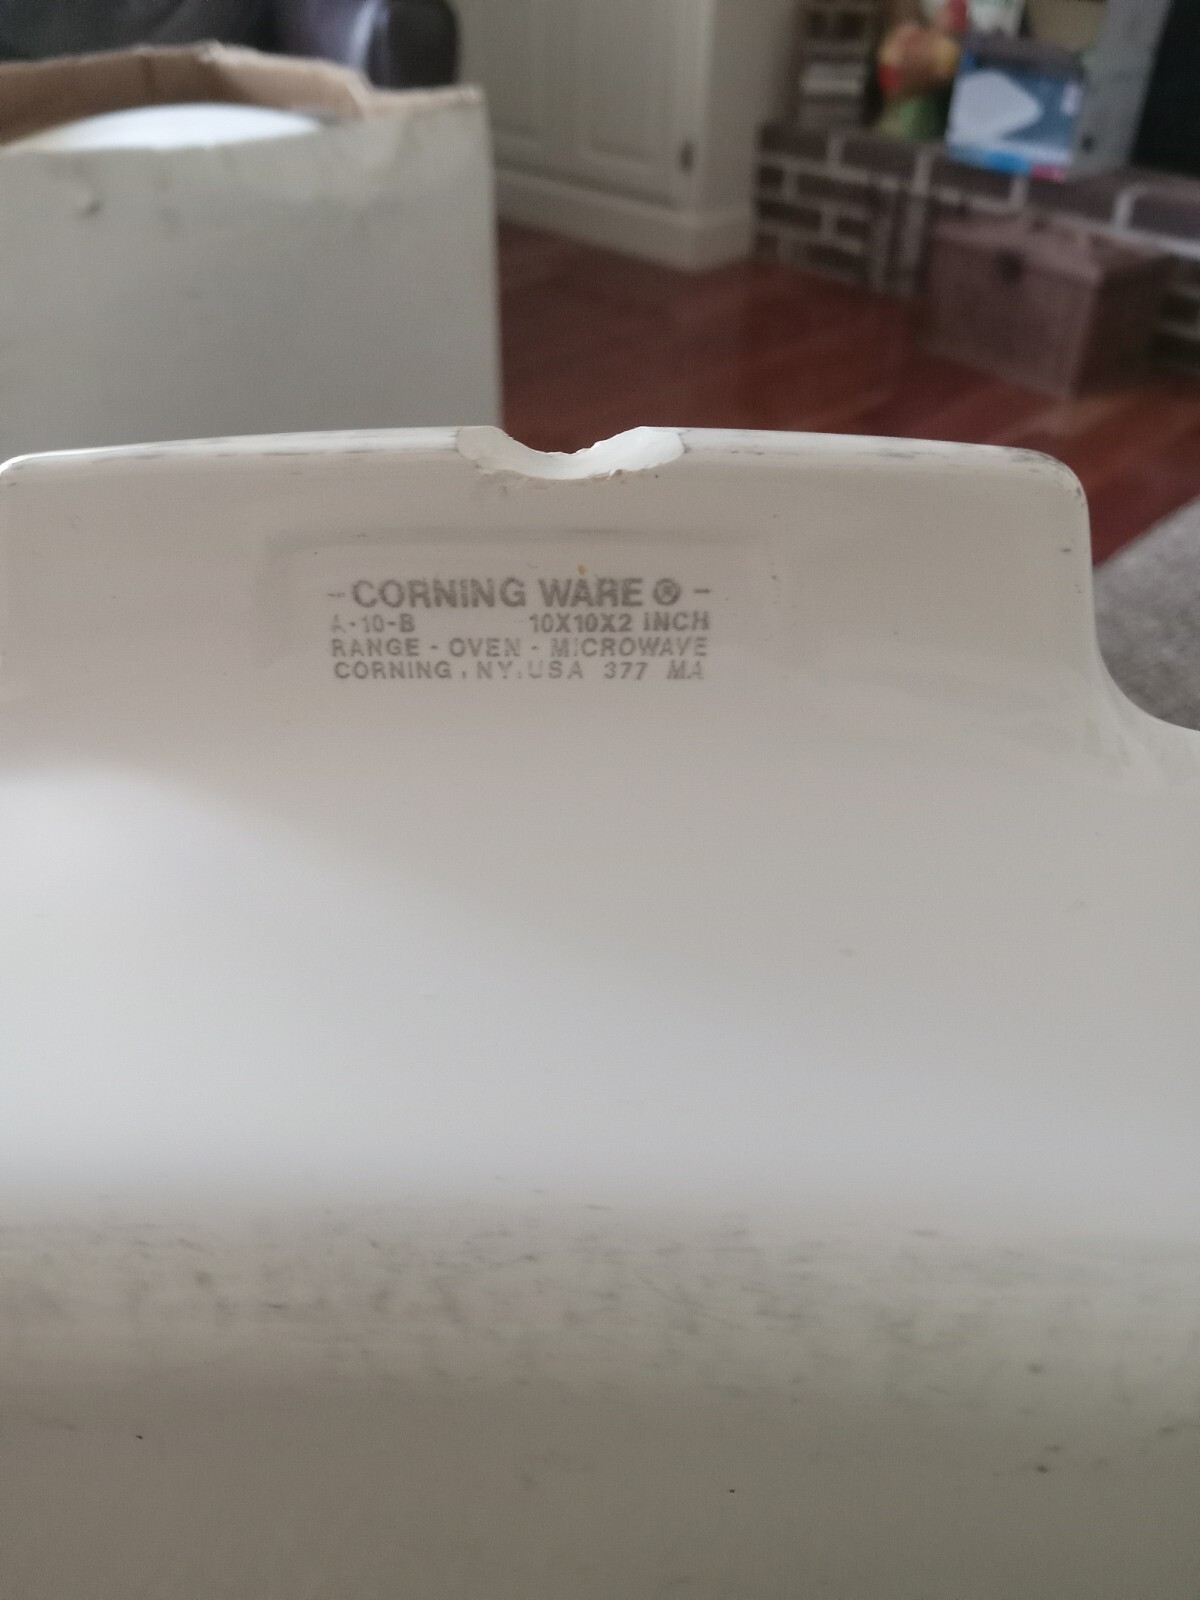 -CORNING WARE ® -
A-10-B 10X10X2 INCH
RANGE - OVEN - MICROWAVE
CORNING, NY, USA 377 MA